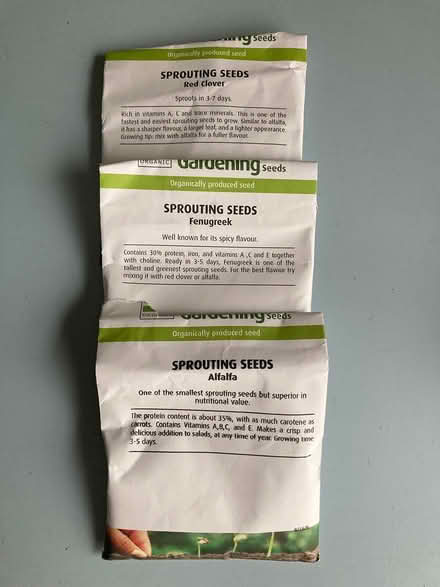 Seeds
Organically produced seed
SPROUTING SEEDS
Red Clover
Sprouts in 3-7 days.
Rich in vitamins A, C and trace minerals. This is one of the
fastest and easiest sprouting seeds to grow. Similar to alfalfa,
it has a sharper flavour, a larger leaf, and a lighter appearance.
Growing tip: mix with alfalfa for a fuller flavour.
ORGANIC Gardening Seeds
Organically produced seed
SPROUTING SEEDS
Fenugreek
Well known for its spicy flavour.
Contains 30% protein, iron, and vitamins A ,C and E together
with choline. Ready in 3-5 days, Fenugreek is one of the
tallest and greenest sprouting seeds. For the best flavour try
mixing it with red clover or alfalfa.
Gardening Seeds
Organically produced seed
SPROUTING SEEDS
Alfalfa
One of the smallest sprouting seeds but superior in
nutritional value.
The protein content is about 35%, with as much carotene as
carrots. Contains Vitamins A,B,C, and E. Makes a crisp and
delicious addition to salads, at any time of year. Growing time
3-5 days.